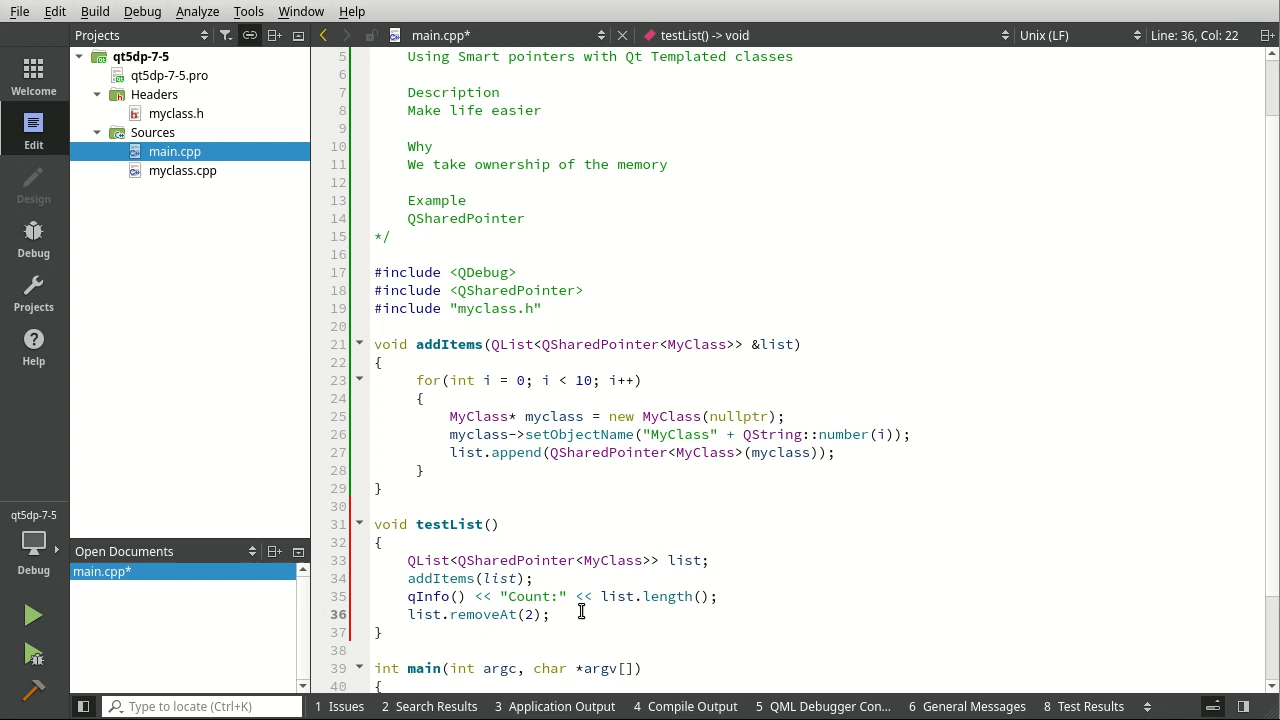 File Edit Build Debug Analyze Tools Window Help
Projects main.cpp* testList() -> void Unix (LF) Line: 36, Col: 22
Welcome
Edit
Design
Debug
Projects
Help
qt5dp-7-5
Debug
qt5dp-7-5
qt5dp-7-5.pro
Headers
myclass.h
Sources
main.cpp
myclass.cpp
Open Documents
main.cpp*
5 Using Smart pointers with Qt Templated classes
6
7 Description
8 Make life easier
9
10 Why
11 We take ownership of the memory
12
13 Example
14 QSharedPointer
15 */
16
17 #include <QDebug>
18 #include <QSharedPointer>
19 #include "myclass.h"
20
21 void addItems(QList<QSharedPointer<MyClass>> &list)
22 {
23 for(int i = 0; i < 10; i++)
24 {
25 MyClass* myclass = new MyClass(nullptr);
26 myclass->setObjectName("MyClass" + QString::number(i));
27 list.append(QSharedPointer<MyClass>(myclass));
28 }
29 }
30
31 void testList()
32 {
33 QList<QSharedPointer<MyClass>> list;
34 addItems(list);
35 qInfo() << "Count:" << list.length();
36 list.removeAt(2);
37 }
38
39 int main(int argc, char *argv[])
40 {
Type to locate (Ctrl+K) 1 Issues 2 Search Results 3 Application Output 4 Compile Output 5 QML Debugger Con... 6 General Messages 8 Test Results